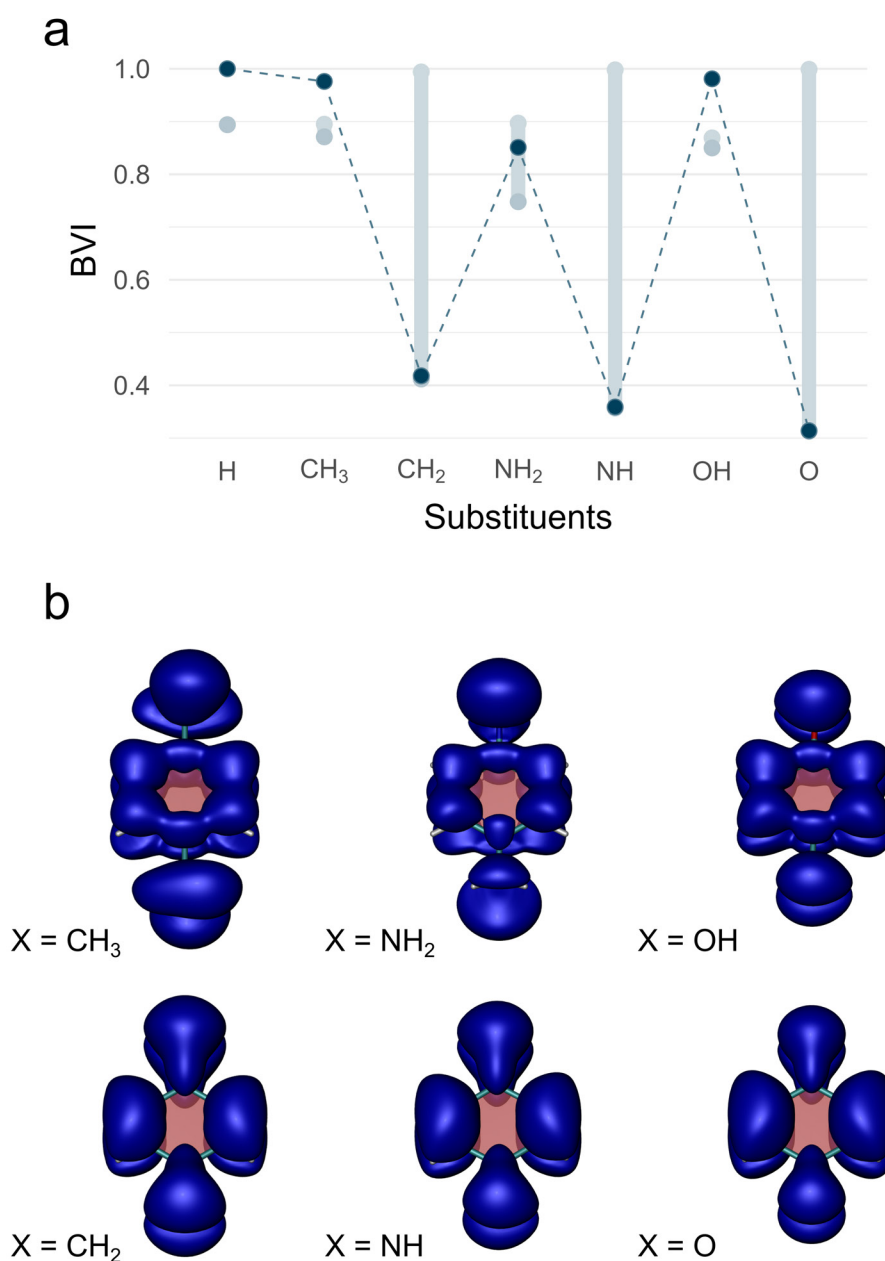 a
1.0
0.8
0.6
0.4
BVI
H CH₃ CH₂ NH₂ NH OH O
Substituents
b
X = CH₃ X = NH₂ X = OH
X = CH₂ X = NH X = O